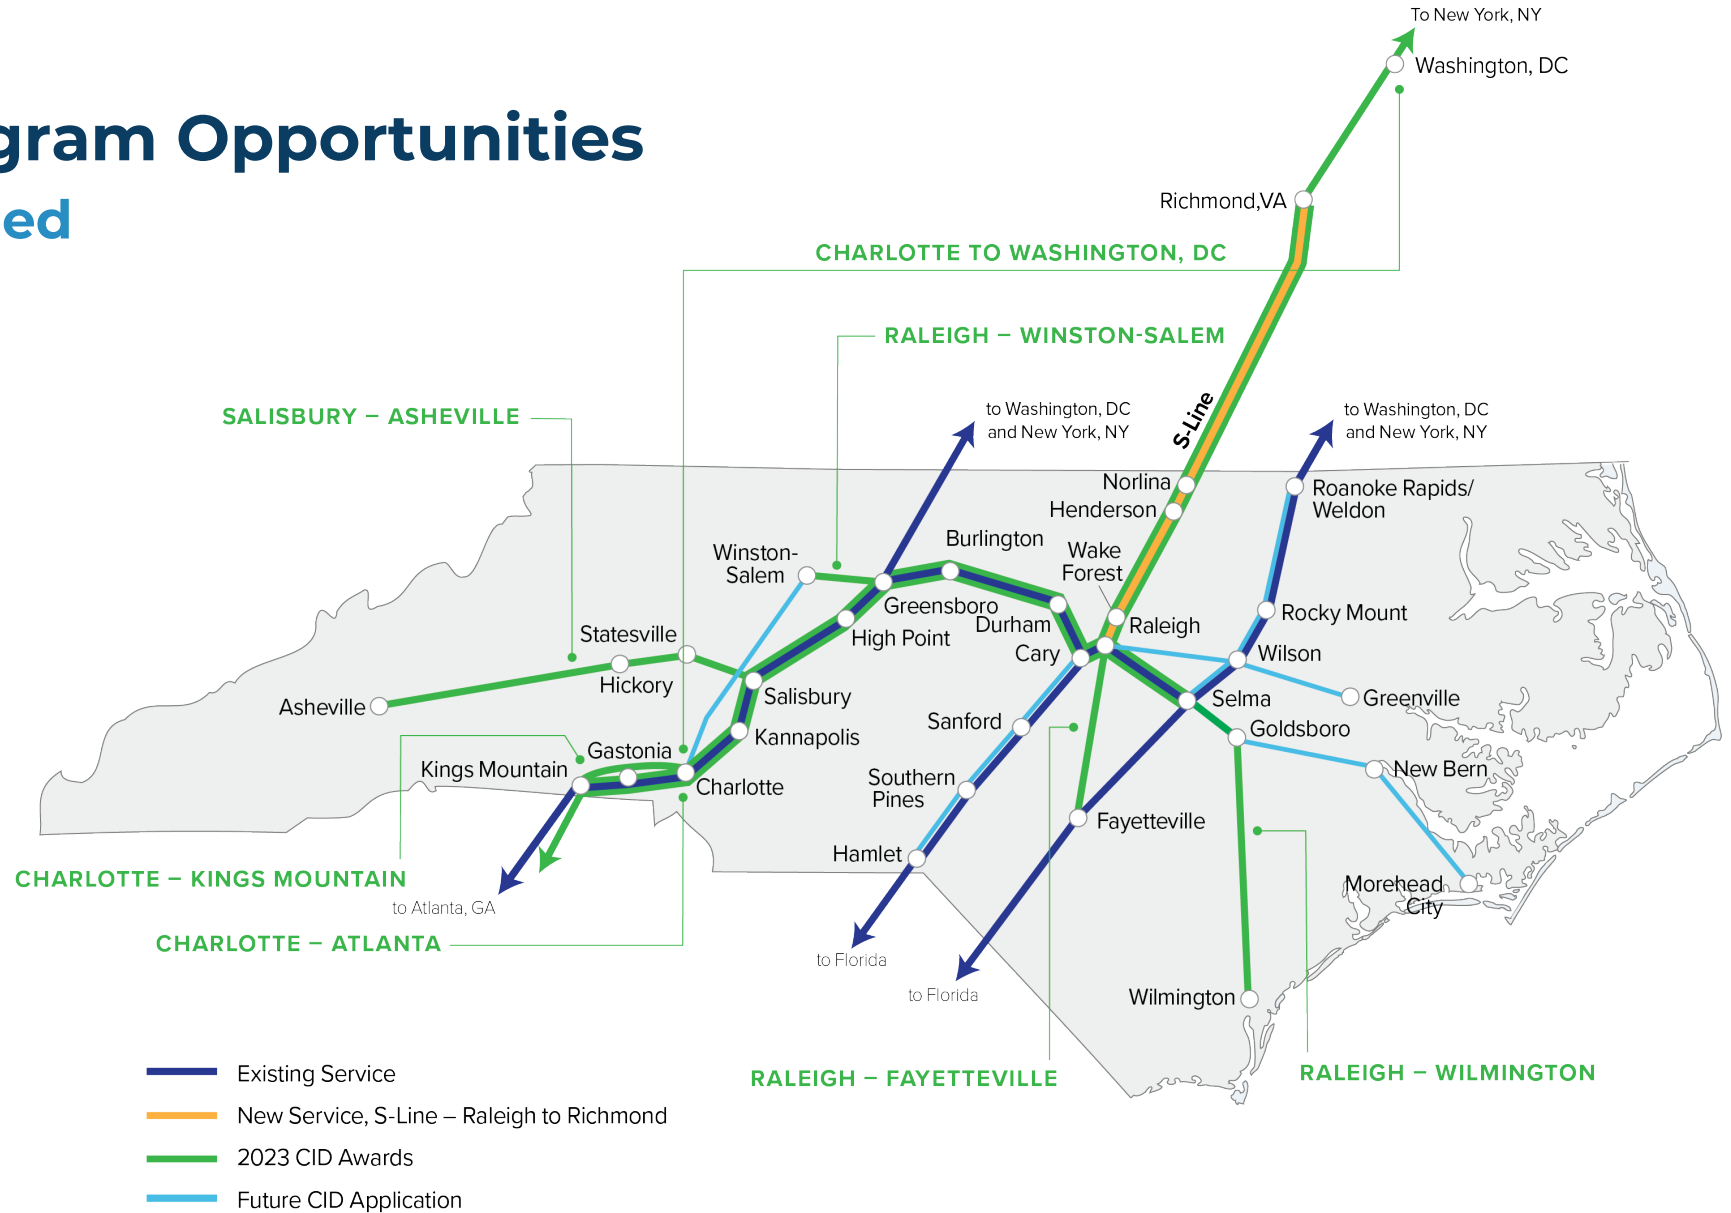 gram Opportunities
ed
To New York, NY
Washington, DC
Richmond,VA
CHARLOTTE TO WASHINGTON, DC
RALEIGH – WINSTON-SALEM
SALISBURY – ASHEVILLE
S-Line
to Washington, DC
and New York, NY
to Washington, DC
and New York, NY
Norlina
Henderson
Roanoke Rapids/
Weldon
Burlington
Wake
Forest
Winston-
Salem
Greensboro
Durham
High Point
Raleigh
Rocky Mount
Statesville
Cary
Wilson
Hickory
Salisbury
Asheville
Sanford
Selma
Greenville
Goldsboro
Kannapolis
Gastonia
Kings Mountain
Charlotte
Southern
Pines
New Bern
Fayetteville
Hamlet
CHARLOTTE – KINGS MOUNTAIN
Morehead
City
to Atlanta, GA
CHARLOTTE – ATLANTA
to Florida
to Florida
Wilmington
RALEIGH – FAYETTEVILLE
RALEIGH – WILMINGTON
Existing Service
New Service, S-Line – Raleigh to Richmond
2023 CID Awards
Future CID Application